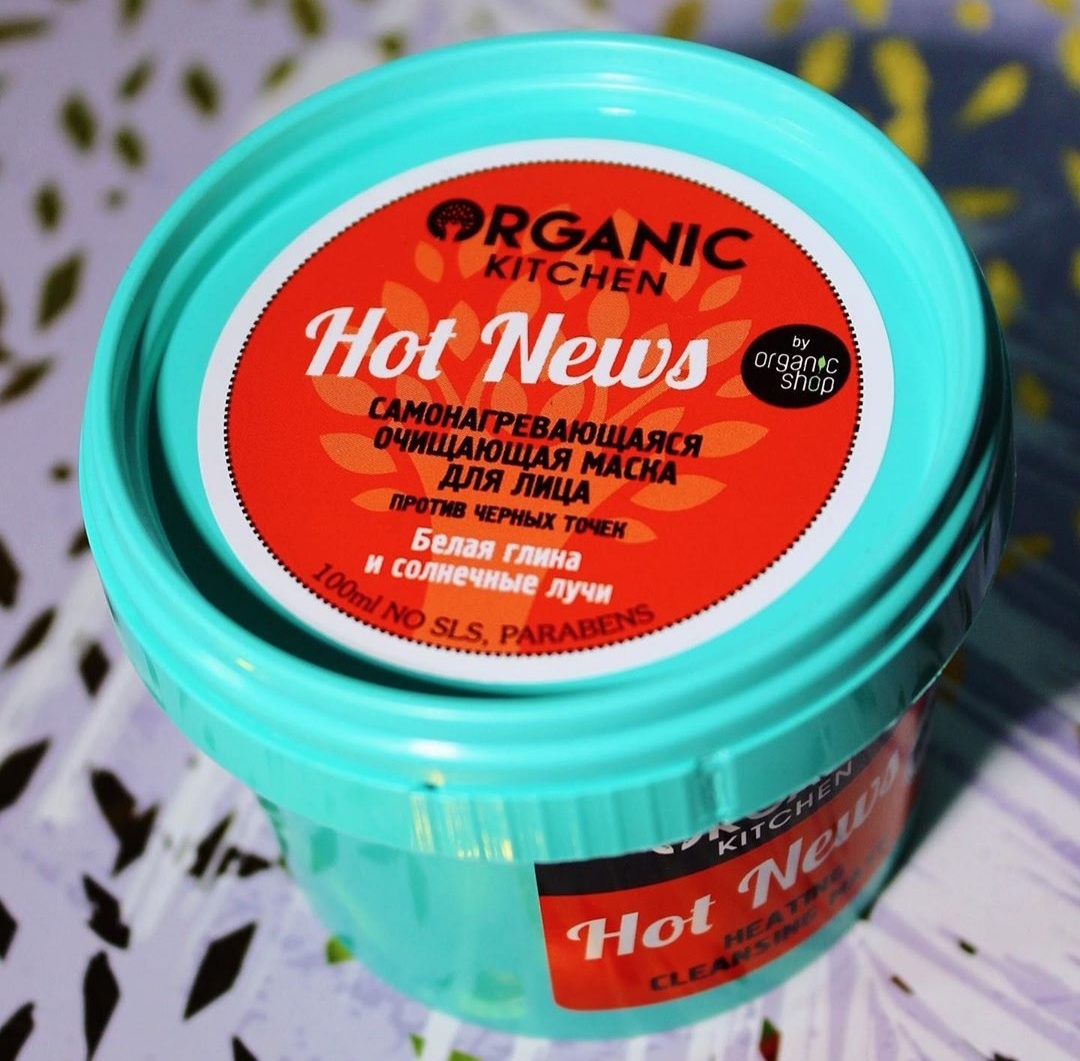 ORGANIC
KITCHEN
Hot News
by
organic
shop
САМОНАГРЕВАЮЩАЯСЯ
ОЧИЩАЮЩАЯ МАСКА
ДЛЯ ЛИЦА
ПРОТИВ ЧЕРНЫХ ТОЧЕК
Белая глина
и солнечные лучи
100ml NO SLS, PARABENS
KITCHEN
Hot News
HEATING
CLEANSING